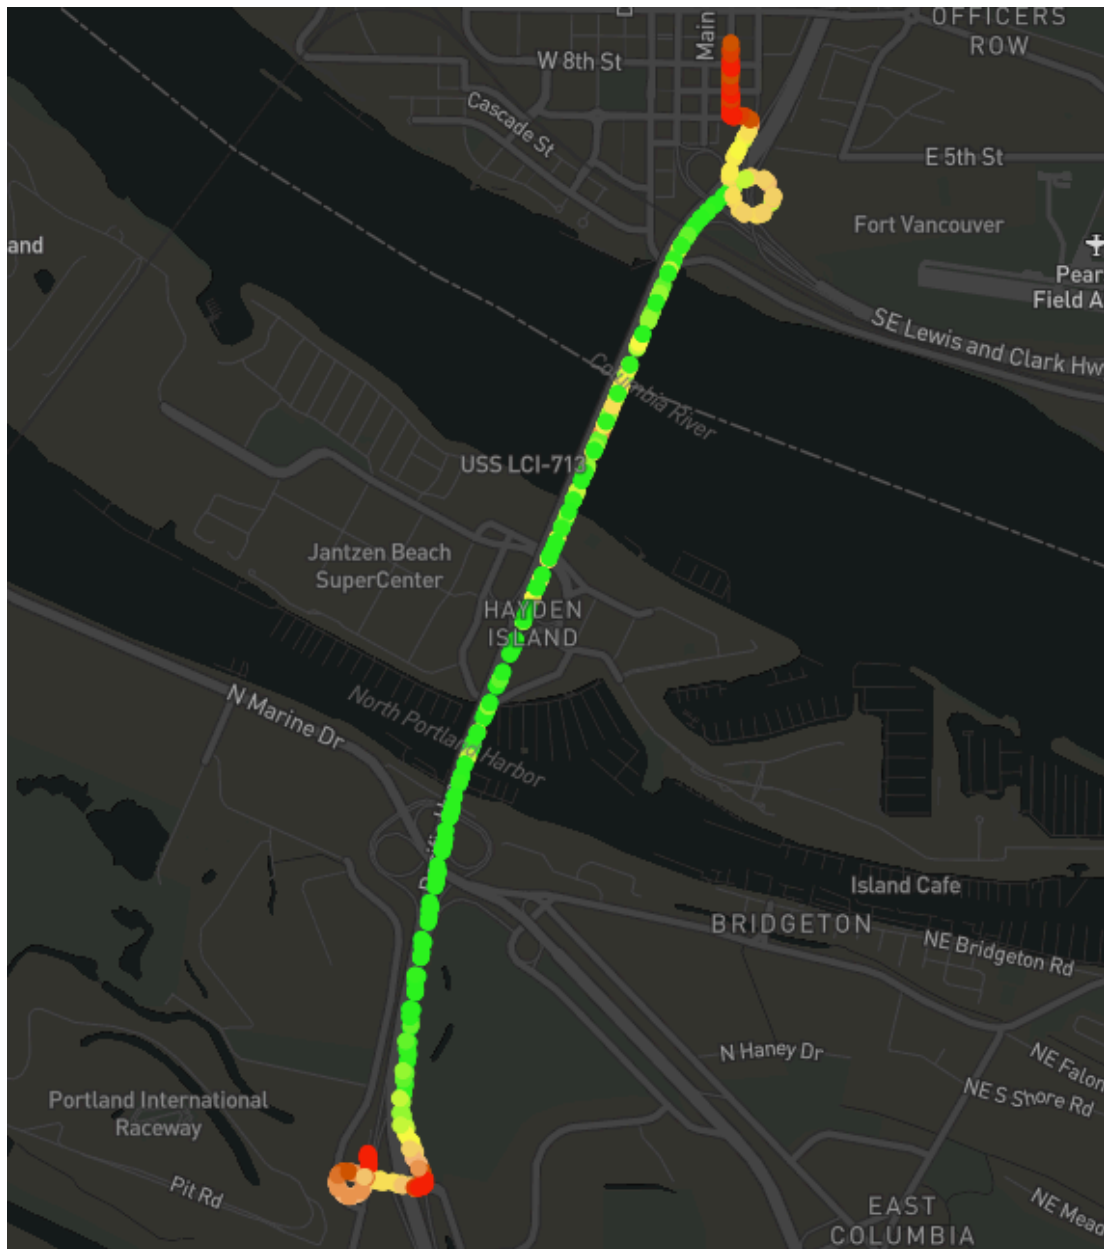 OFFICERS
ROW
Main
W 8th St
Cascade St
E 5th St
Fort Vancouver
and
Pear
Field A
SE Lewis and Clark Hw
Columbia River
USS LCI-713
Jantzen Beach
SuperCenter
HAYDEN
ISLAND
N Marine Dr
North Portland Harbor
Island Cafe
BRIDGETON
NE Bridgeton Rd
N Haney Dr
NE Falon
NE S Shore Rd
Portland International
Raceway
Pit Rd
EAST
COLUMBIA
NE Mead